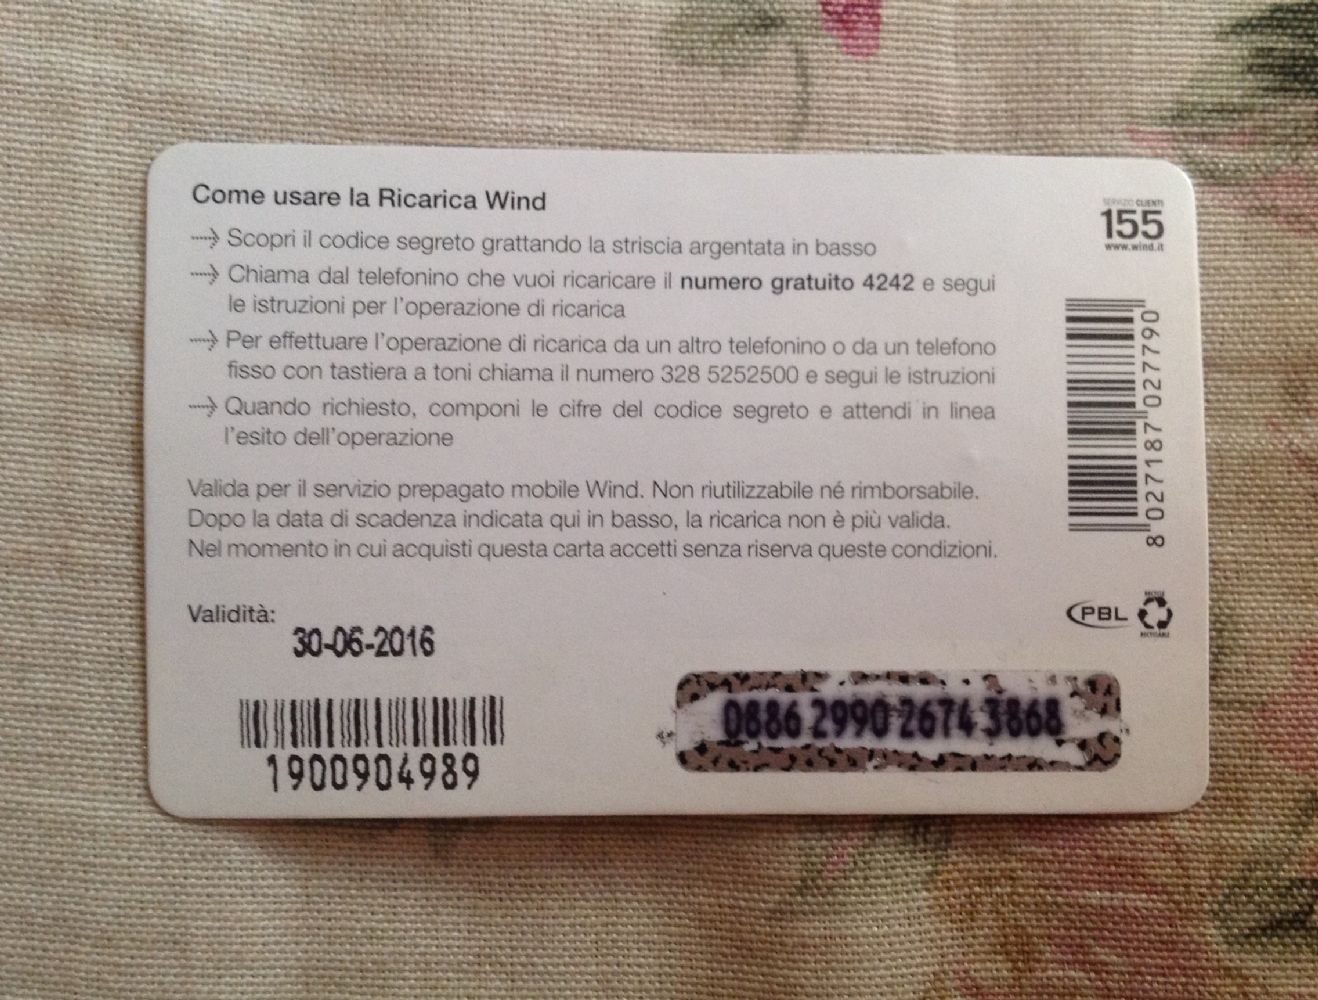 Come usare la Ricarica Wind
Scopri il codice segreto grattando la striscia argentata in basso
Chiama dal telefonino che vuoi ricaricare il numero gratuito 4242 e segui
le istruzioni per l'operazione di ricarica
Per effettuare l'operazione di ricarica da un altro telefonino o da un telefono
fisso con tastiera a toni chiama il numero 328 5252500 e segui le istruzioni
Quando richiesto, componi le cifre del codice segreto e attendi in linea
l'esito dell'operazione
Valida per il servizio prepagato mobile Wind. Non riutilizzabile né rimborsabile.
Dopo la data di scadenza indicata qui in basso, la ricarica non è più valida.
Nel momento in cui acquisti questa carta accetti senza riserva queste condizioni.
Validità:
30-06-2016
1900904989
0886 2990 2674 3868
SERVIZIO CLIENTI
155
www.wind.it
8 027187 027790
PBL
RECYCLE
RECYCLABLE